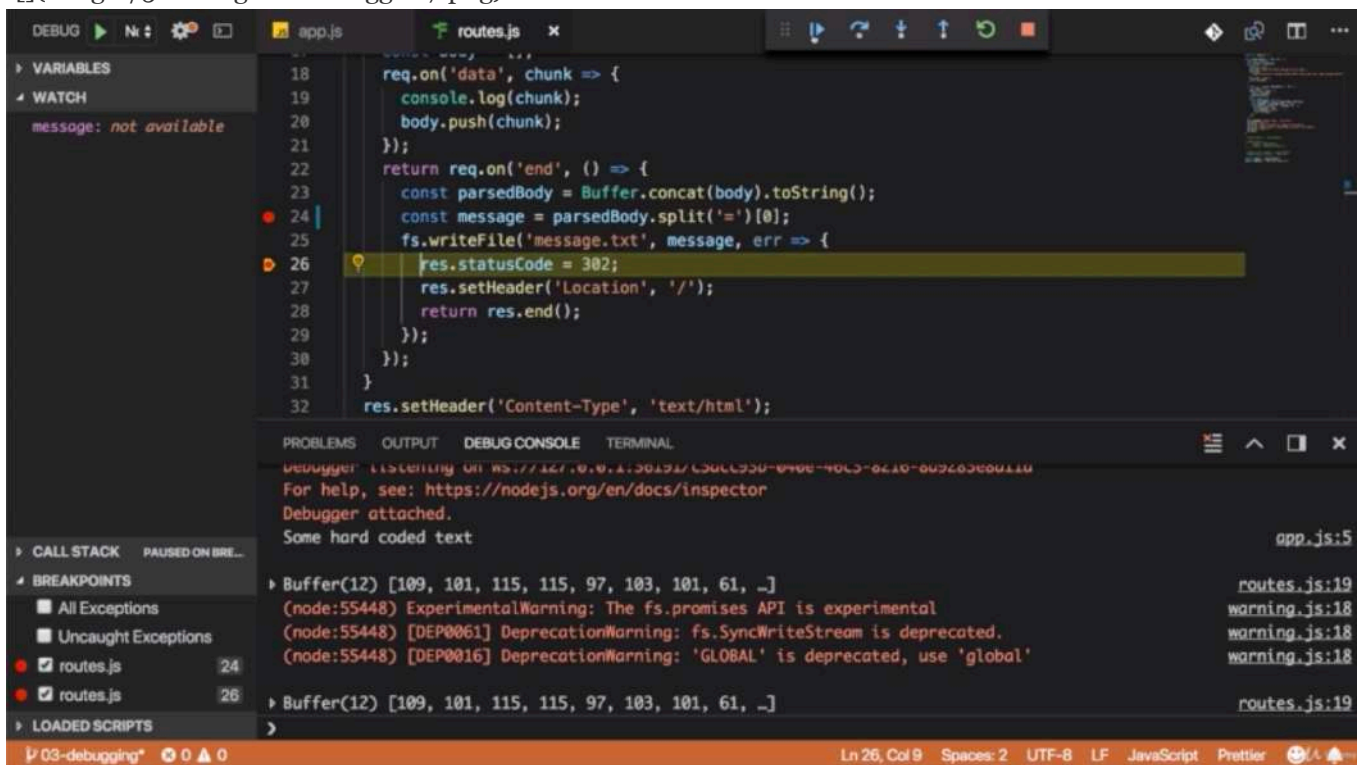 DEBUG
app.js
routes.js
VARIABLES
WATCH
message: not available
18 req.on('data', chunk => {
19 console.log(chunk);
20 body.push(chunk);
21 });
22 return req.on('end', () => {
23 const parsedBody = Buffer.concat(body).toString();
24 const message = parsedBody.split('=')[0];
25 fs.writeFile('message.txt', message, err => {
26 res.statusCode = 302;
27 res.setHeader('Location', '/');
28 return res.end();
29 });
30 });
31 }
32 res.setHeader('Content-Type', 'text/html');
PROBLEMS OUTPUT DEBUG CONSOLE TERMINAL
Debugger listening on
For help, see: https://nodejs.org/en/docs/inspector
Debugger attached.
Some hard coded text app.js:5
Buffer(12) [109, 101, 115, 115, 97, 103, 101, 61, …] routes.js:19
(node:55448) ExperimentalWarning: The fs.promises API is experimental warning.js:18
(node:55448) [DEP0061] DeprecationWarning: fs.SyncWriteStream is deprecated. warning.js:18
(node:55448) [DEP0016] DeprecationWarning: 'GLOBAL' is deprecated, use 'global' warning.js:18
Buffer(12) [109, 101, 115, 115, 97, 103, 101, 61, …] routes.js:19
CALL STACK PAUSED ON BRE...
BREAKPOINTS
All Exceptions
Uncaught Exceptions
routes.js 24
routes.js 26
LOADED SCRIPTS
03-debugging* 0 0
Ln 26, Col 9 Spaces: 2 UTF-8 LF JavaScript Prettier